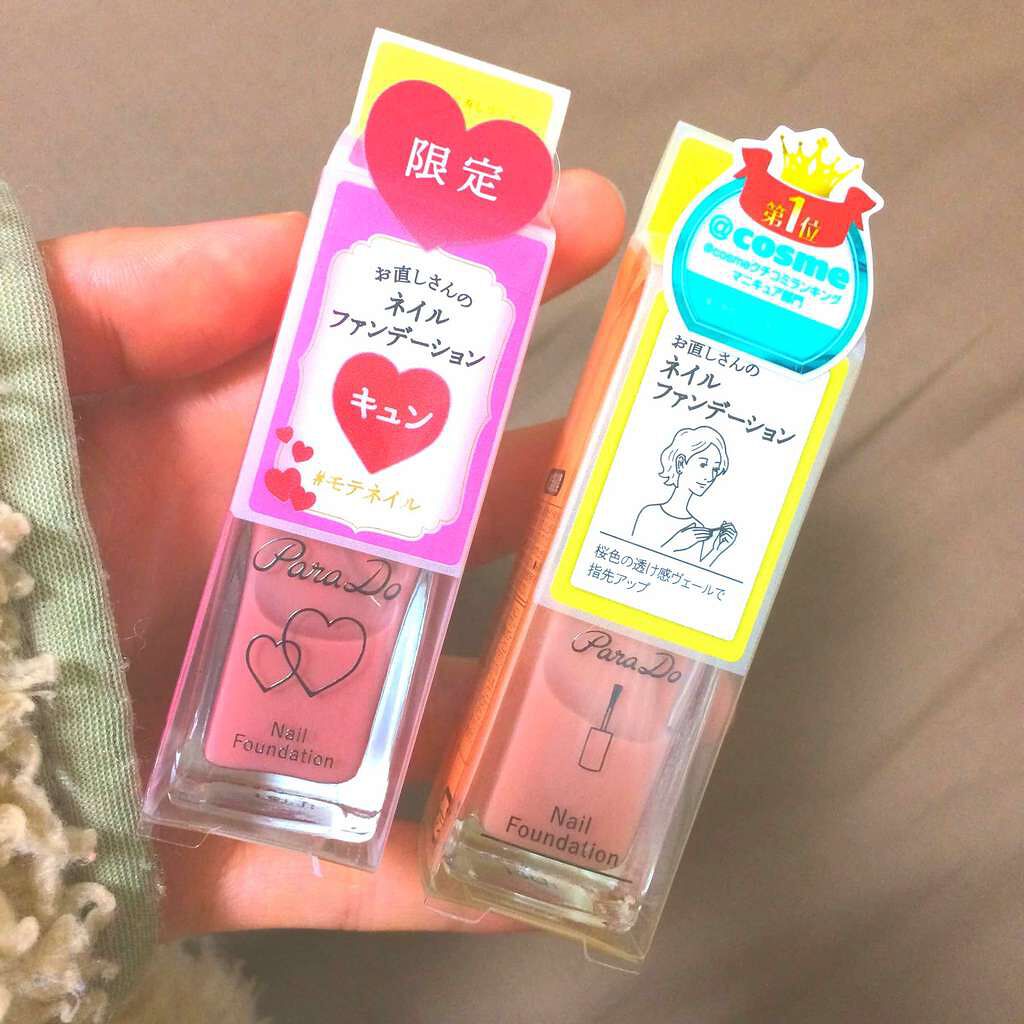 限定
お直しさんの
ネイル
ファンデーション
キュン
#モテネイル
ParaDo
Nail
Foundation
第1位
@cosme
@cosmeクチコミランキング
マニキュア部門
お直しさんの
ネイル
ファンデーション
桜色の透け感ヴェールで
指先アップ
ParaDo
Nail
Foundation